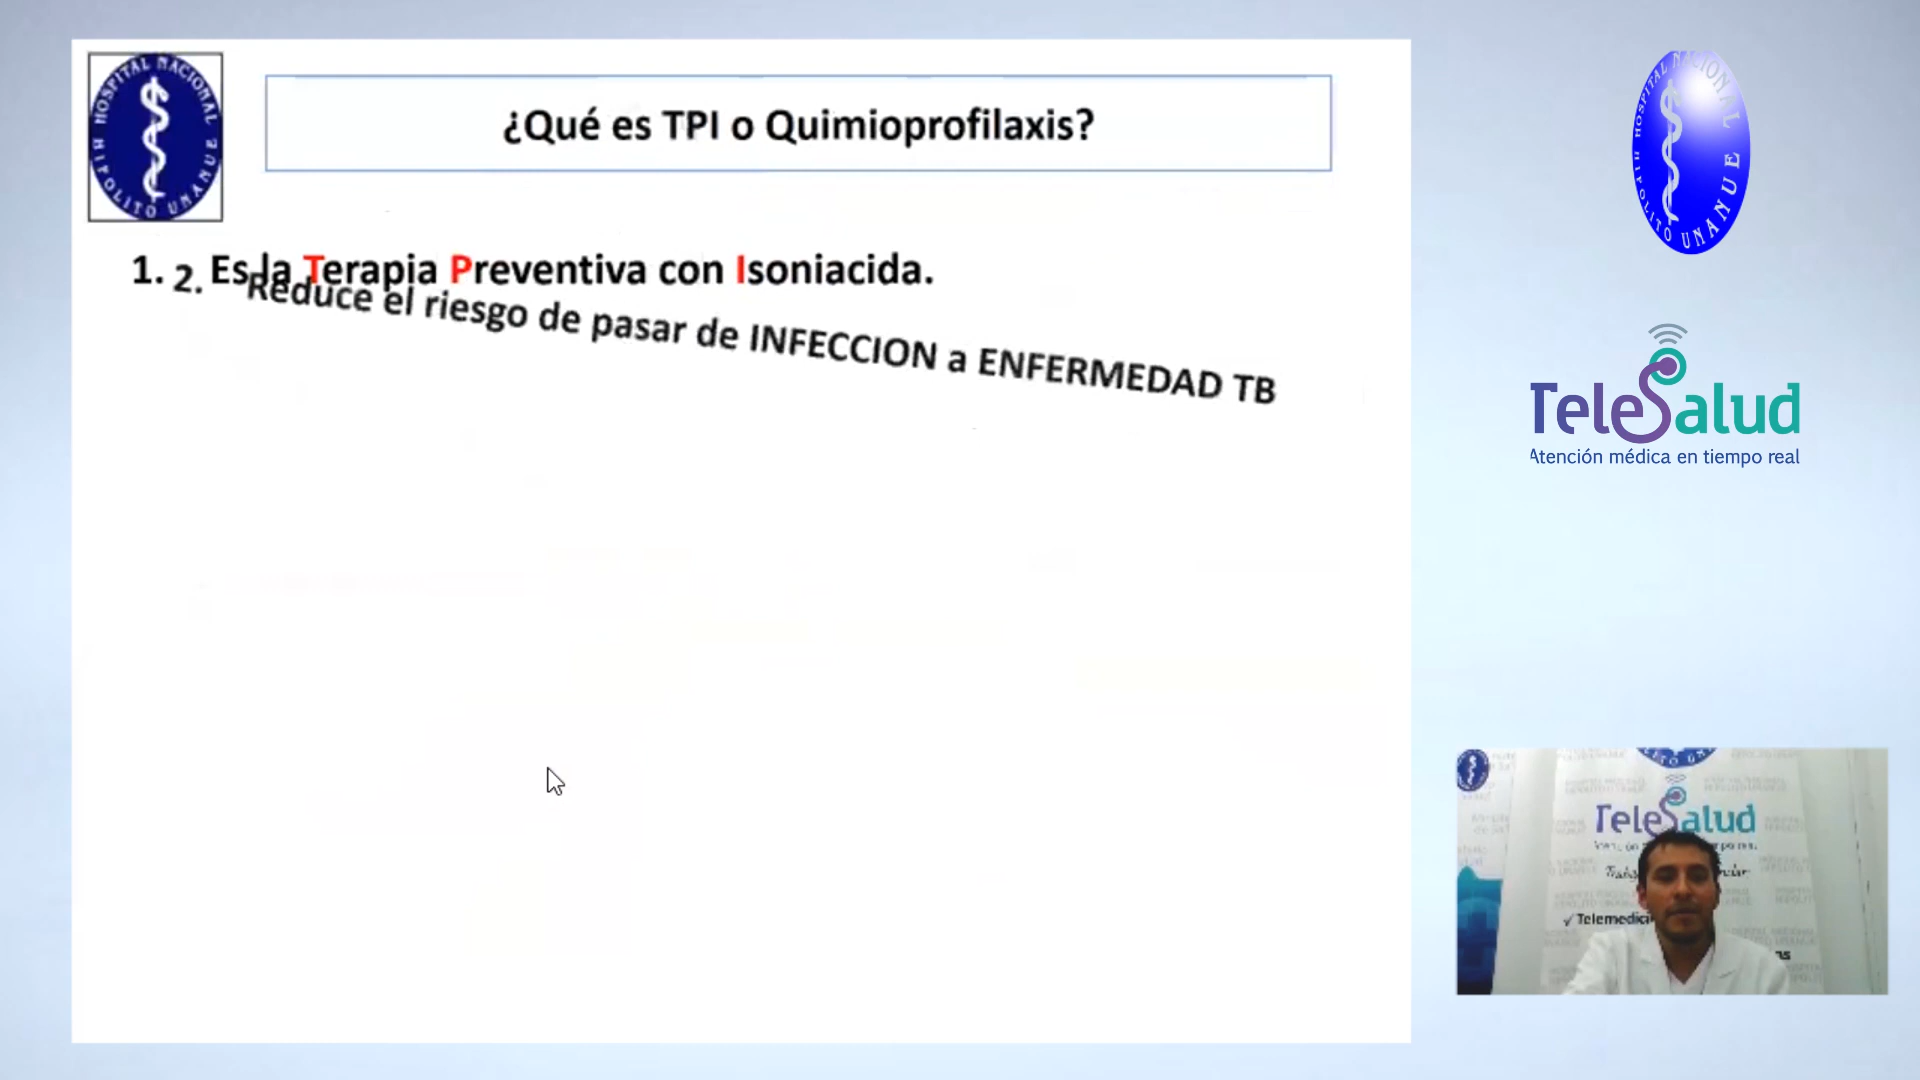 HOSPITAL NACIONAL
HIPOLITO UNANUE
¿Qué es TPI o Quimioprofilaxis?
1. Es la Terapia Preventiva con Isoniacida.
2. Reduce el riesgo de pasar de INFECCION a ENFERMEDAD TB
HOSPITAL NACIONAL
HIPOLITO UNANUE
TeleSalud
Atención médica en tiempo real
TeleSalud
✓Telemedici